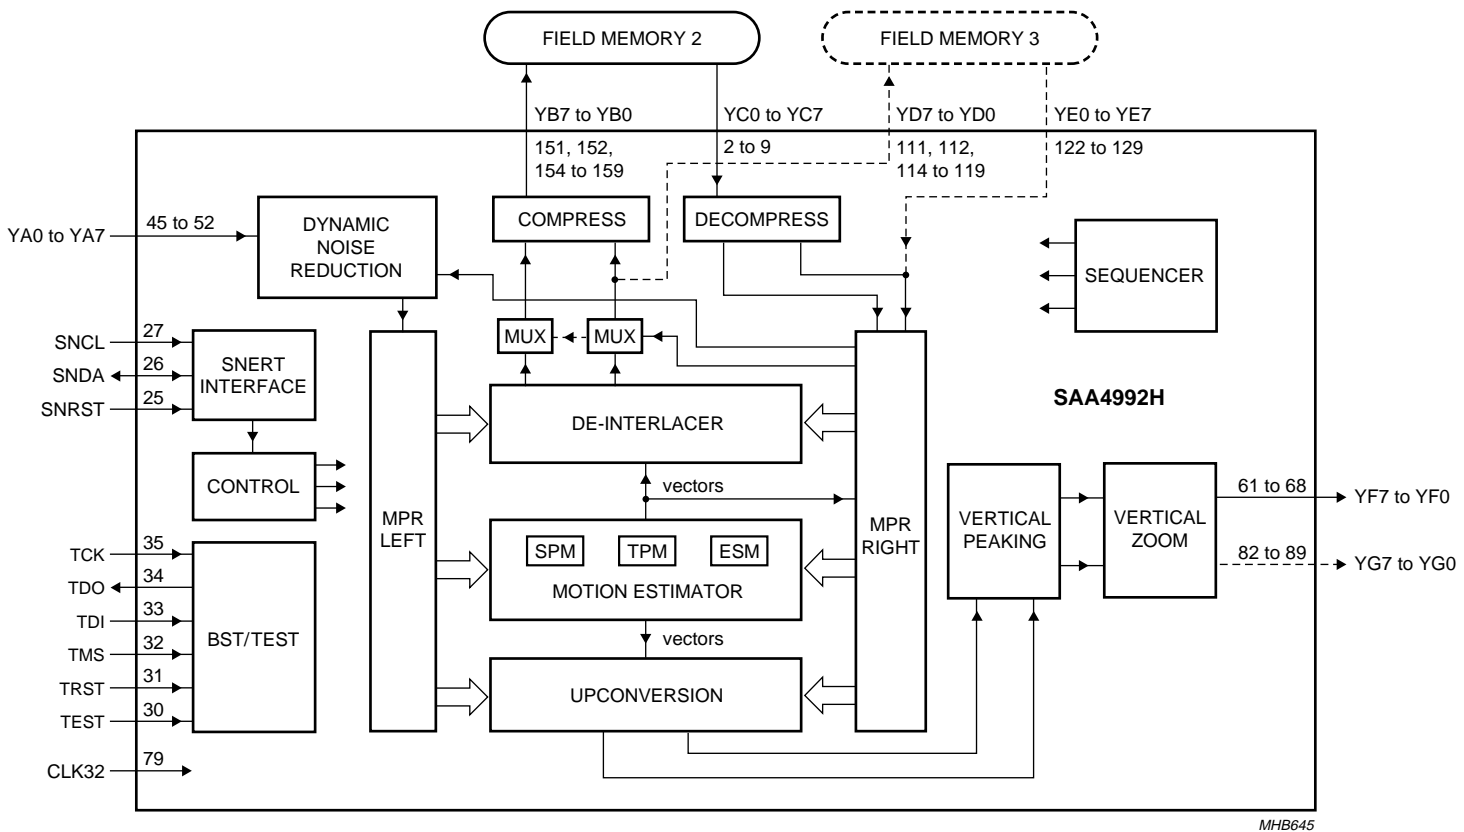 FIELD MEMORY 2
FIELD MEMORY 3
YB7 to YB0
YC0 to YC7
YD7 to YD0
YE0 to YE7
151, 152,
154 to 159
2 to 9
111, 112,
114 to 119
122 to 129
YA0 to YA7
45 to 52
DYNAMIC
NOISE
REDUCTION
COMPRESS
DECOMPRESS
SEQUENCER
SNCL
27
SNDA
26
SNRST
25
SNERT
INTERFACE
MUX
MUX
SAA4992H
DE-INTERLACER
CONTROL
vectors
MPR
LEFT
MPR
RIGHT
SPM
TPM
ESM
MOTION ESTIMATOR
VERTICAL
PEAKING
VERTICAL
ZOOM
61 to 68
YF7 to YF0
82 to 89
YG7 to YG0
TCK
35
TDO
34
TDI
33
TMS
32
TRST
31
TEST
30
BST/TEST
vectors
UPCONVERSION
CLK32
79
MHB645